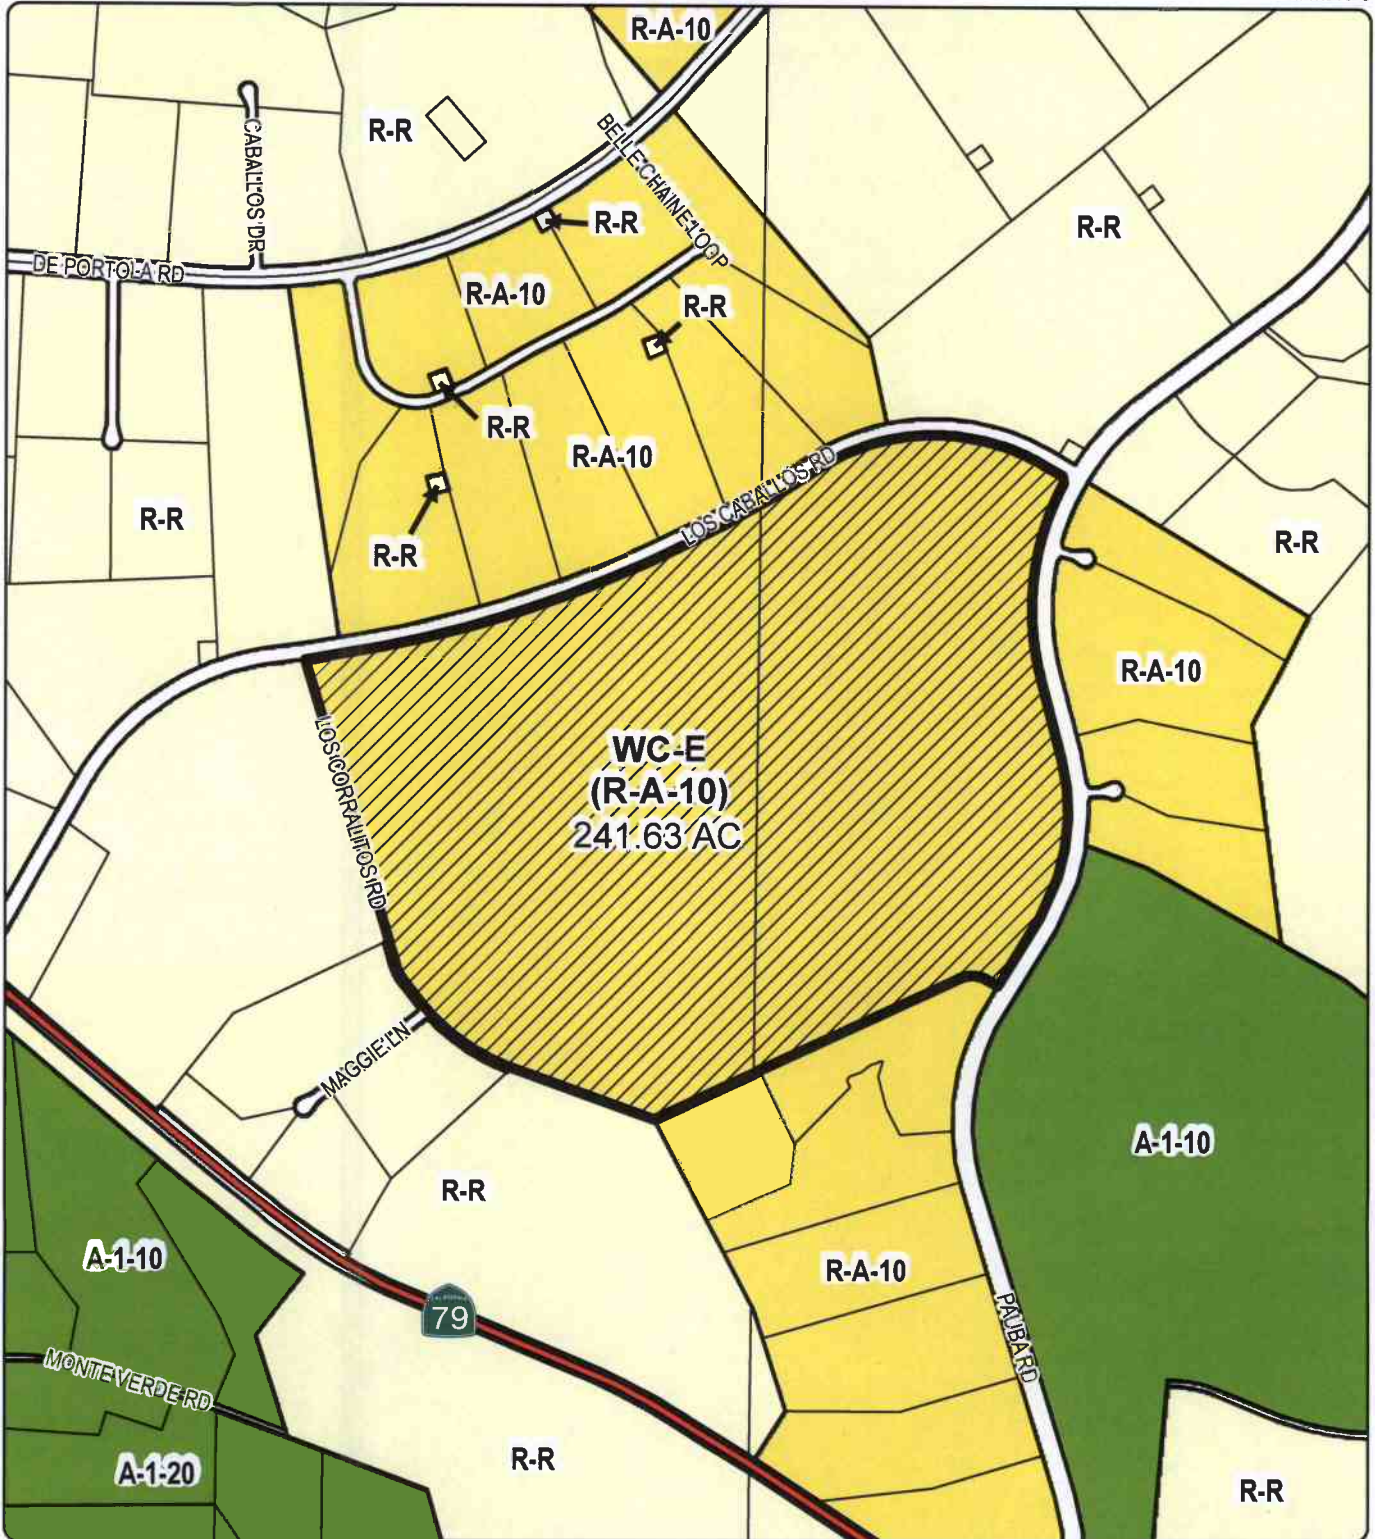 R-A-10
R-R
CABALLOS DR
BELLE CHAINE LOOP
R-R
R-R
DE PORTOLA RD
R-A-10
R-R
R-R
R-A-10
LOS CABALLOS RD
R-R
R-R
R-R
R-A-10
LOS CORRALITOS RD
WC-E
(R-A-10)
241.63 AC
MAGGIE LN
A-1-10
R-R
A-1-10
R-A-10
79
PAUBA RD
MONTE VERDE RD
R-R
A-1-20
R-R